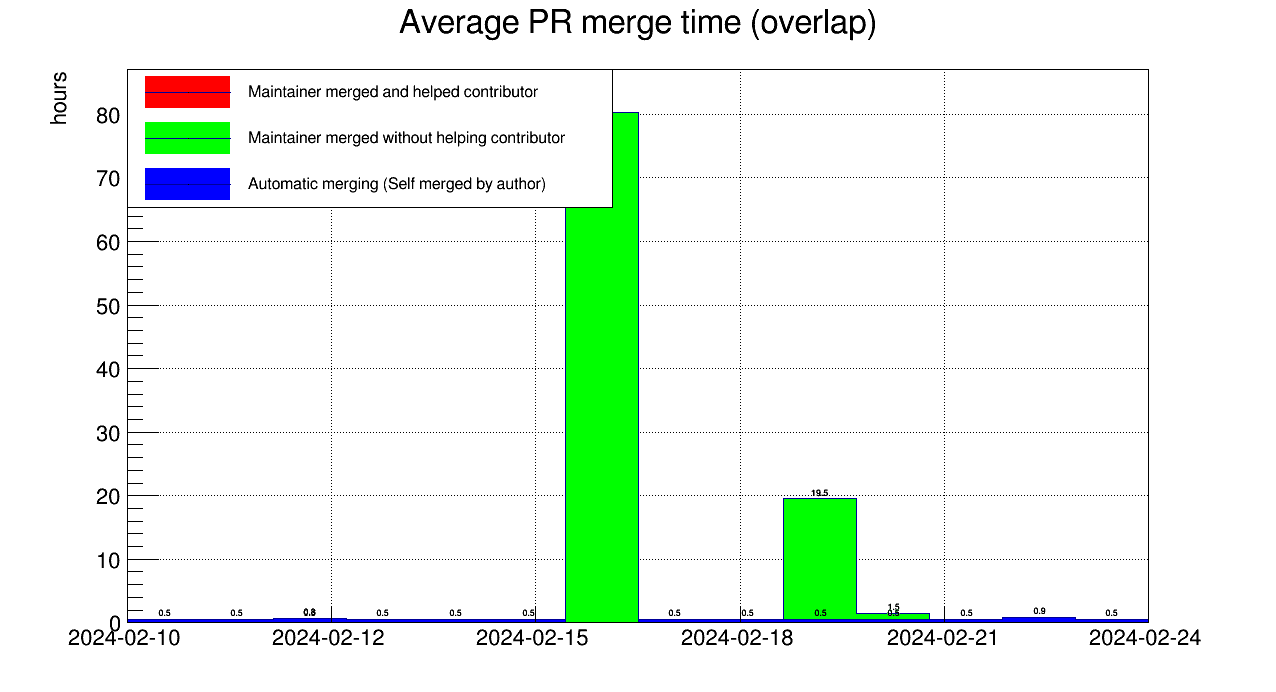 Average PR merge time (overlap)
hours
Maintainer merged and helped contributor
Maintainer merged without helping contributor
Automatic merging (Self merged by author)
80
70
60
50
40
30
20
10
0
19.5
1.5
0.5 0.5 0.5 0.5 0.5 0.5 0.5 0.5 0.5 0.9 0.5
2024-02-10 2024-02-12 2024-02-15 2024-02-18 2024-02-21 2024-02-24